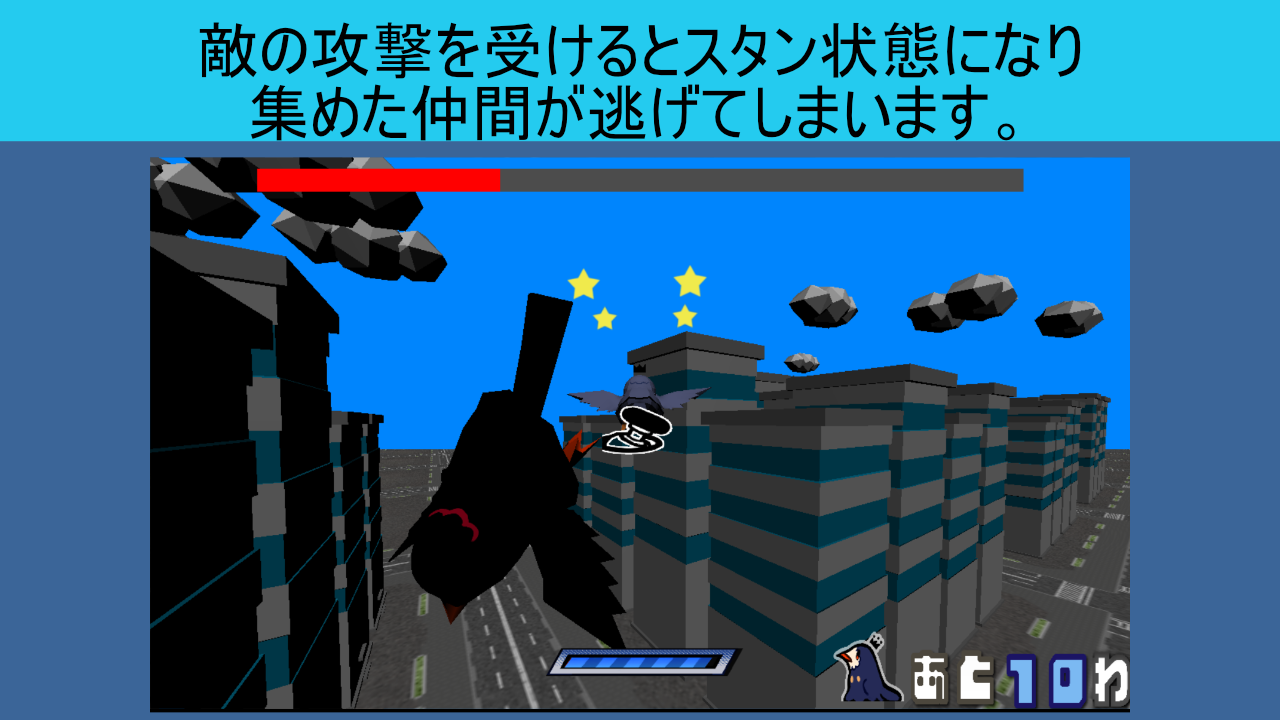 敵の攻撃を受けるとスタン状態になり
集めた仲間が逃げてしまいます。
あと10わ